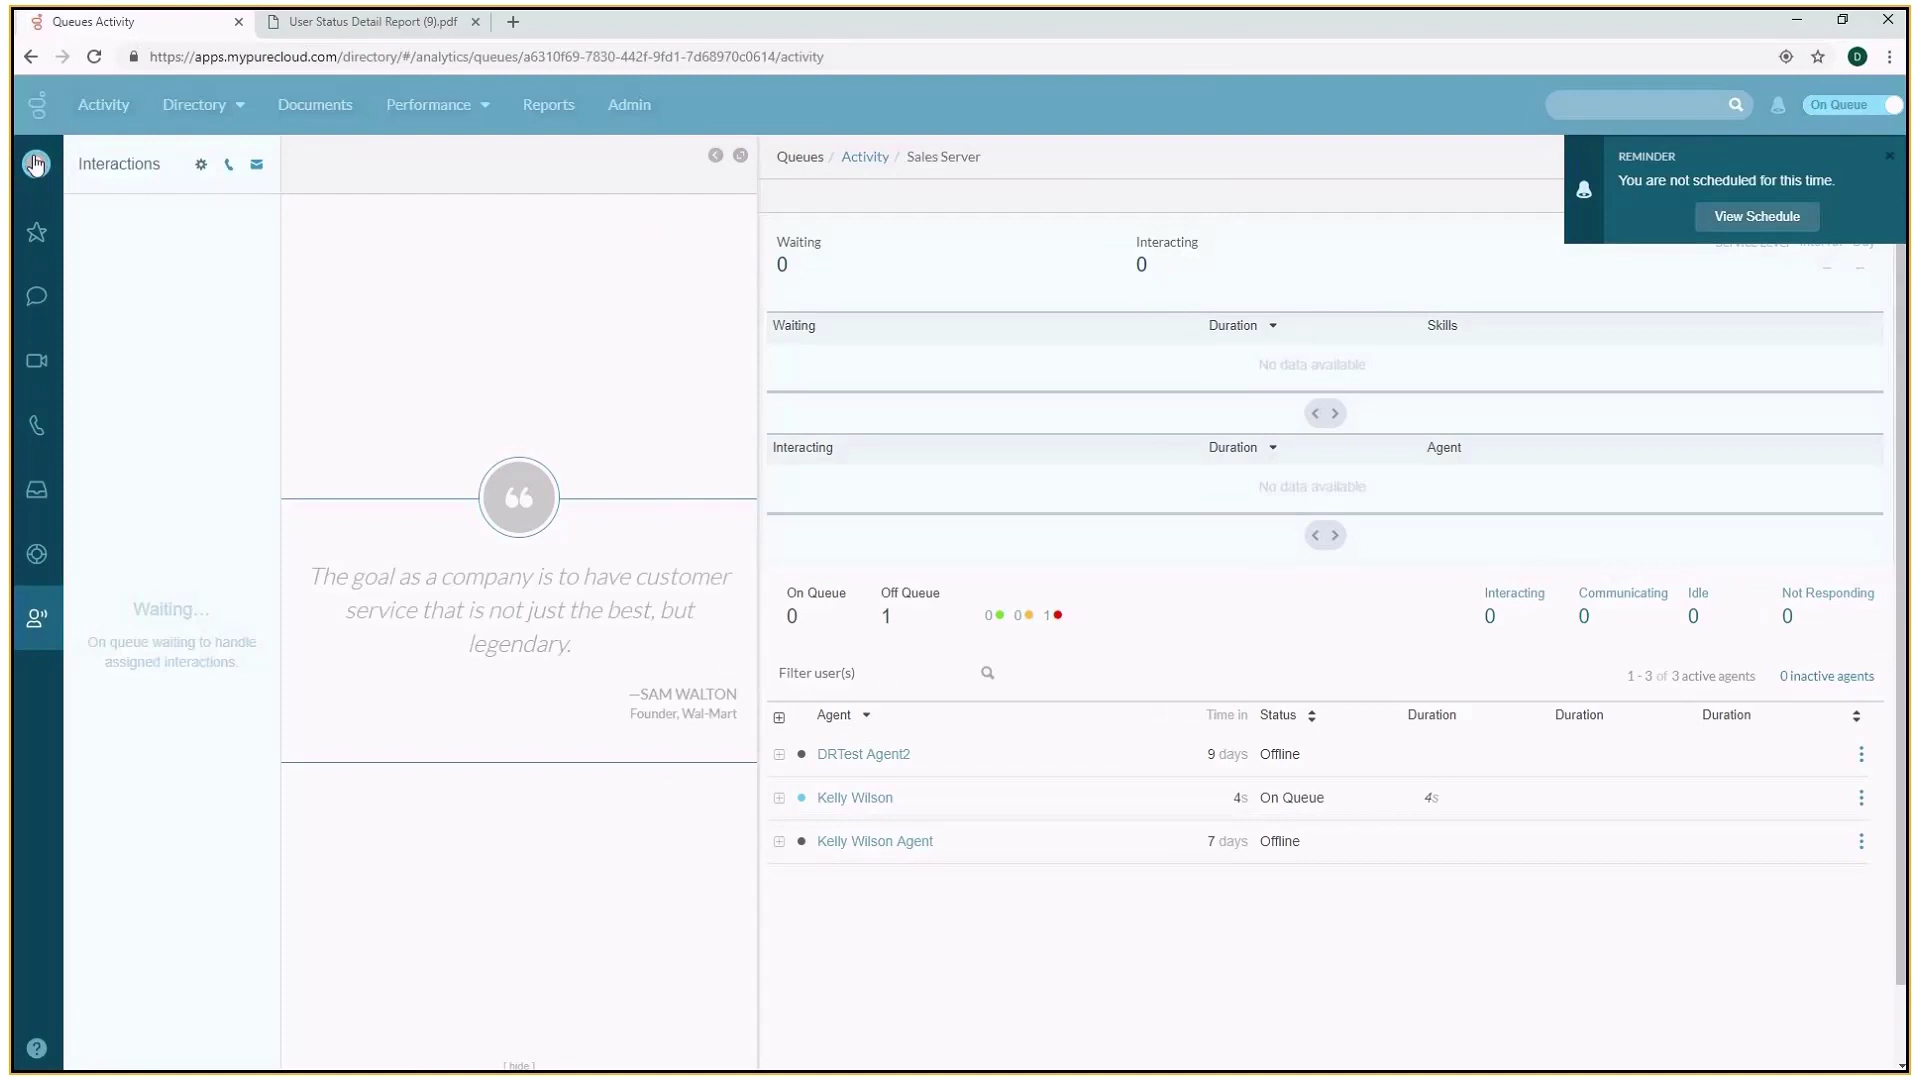 Queues Activity
User Status Detail Report (9).pdf
https://apps.mypurecloud.com/directory/#/analytics/queues/a6310f69-7830-442f-9fd1-7d68970c0614/activity
D
Activity
Directory
Documents
Performance
Reports
Admin
On Queue
Interactions
Queues / Activity / Sales Server
REMINDER
You are not scheduled for this time.
View Schedule
Waiting
0
Interacting
0
Waiting
Duration
Skills
No data available
Interacting
Duration
Agent
No data available
The goal as a company is to have customer
service that is not just the best, but
legendary.
—SAM WALTON
Founder, Wal-Mart
Waiting...
On queue waiting to handle
assigned interactions.
On Queue
0
Off Queue
1
0 0 1
Interacting
0
Communicating
0
Idle
0
Not Responding
0
Filter user(s)
1 - 3 of 3 active agents
0 inactive agents
Agent
Time in
Status
Duration
Duration
Duration
DRTest Agent2
9 days
Offline
Kelly Wilson
4s
On Queue
4s
Kelly Wilson Agent
7 days
Offline
[ hide ]